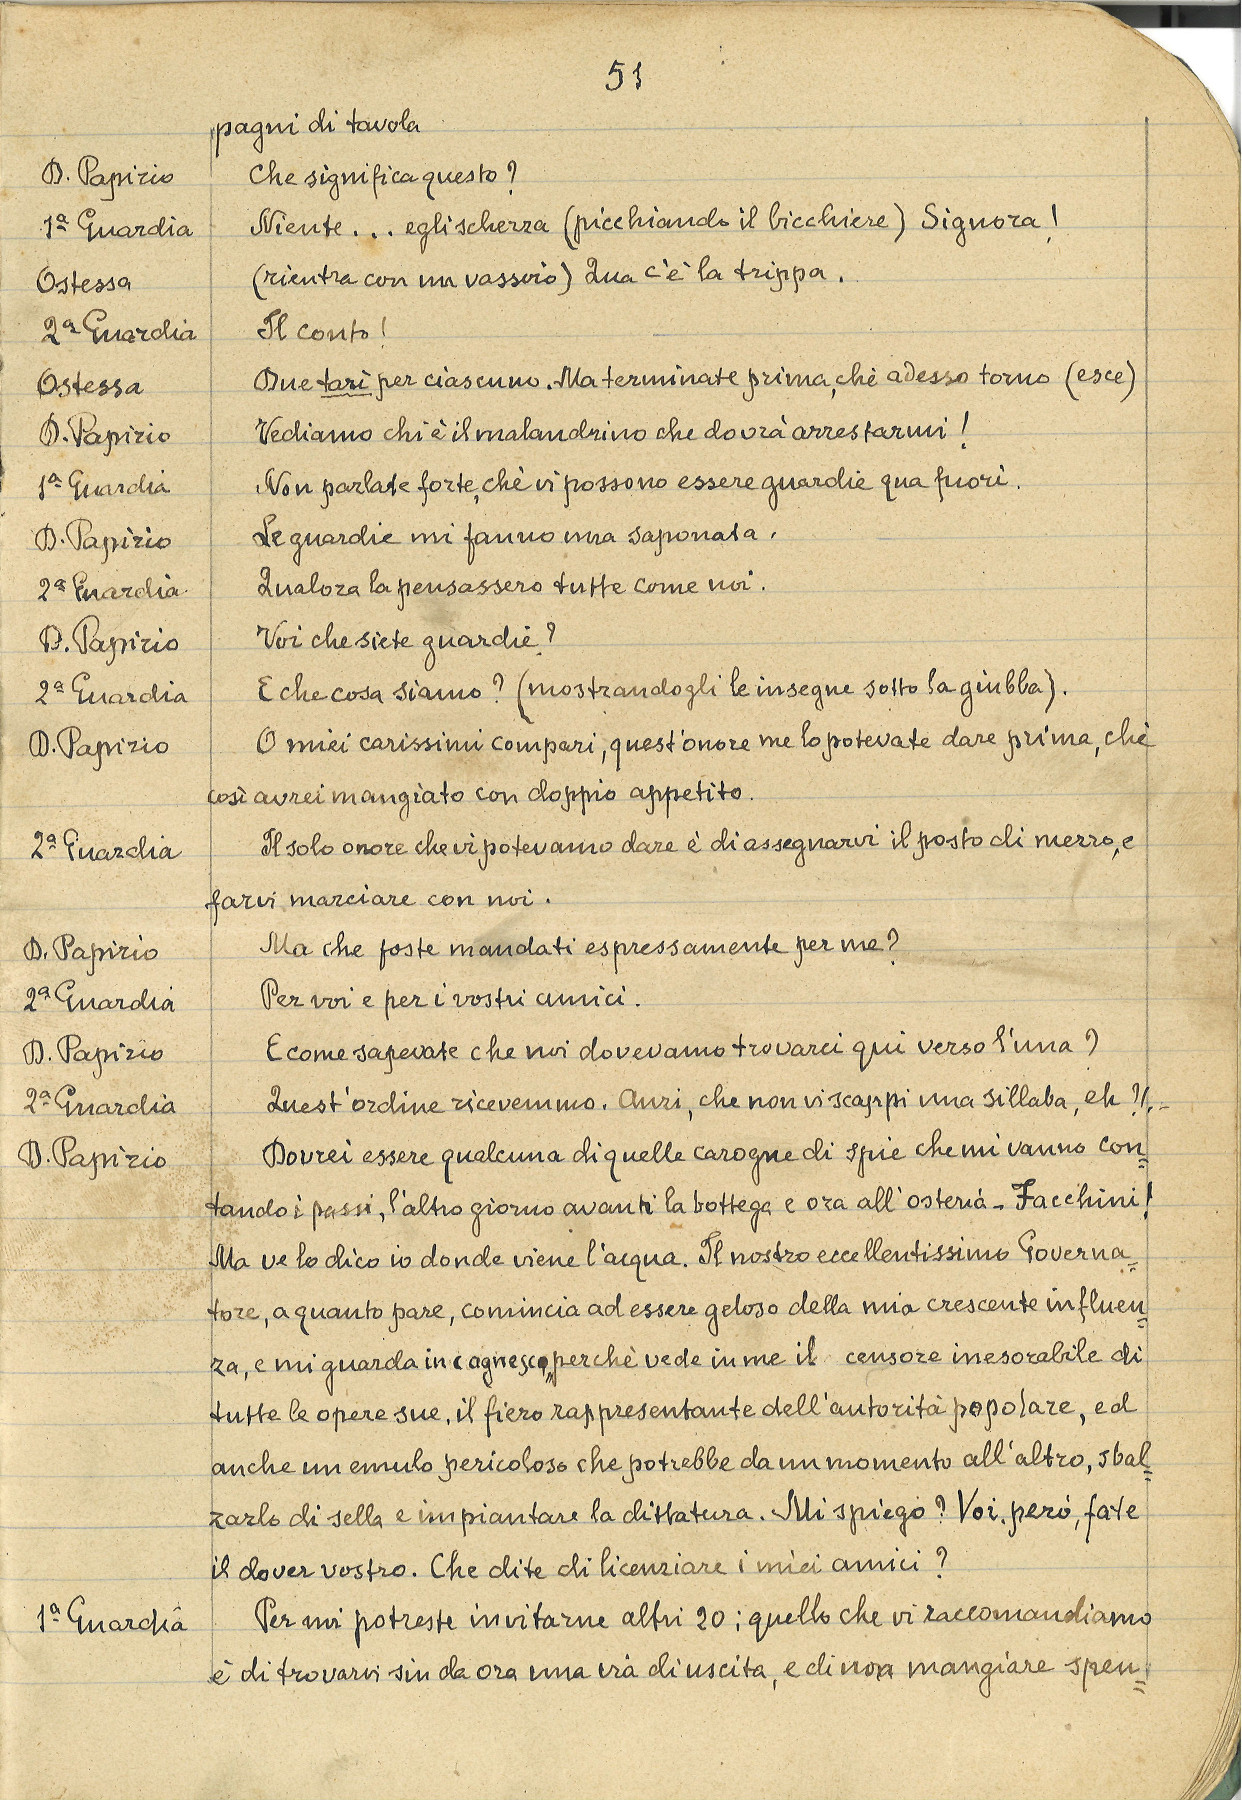 51
pagni di tavola
D. Papirio Che significa questo?
1ª Guardia Niente... egli scherza (picchiando il bicchiere) Signora!
Ostessa (rientra con un vassoio) Qua c'è la trippa.
2ª Guardia Il conto!
Ostessa Due tarì per ciascuno. Ma terminate prima, chè adesso torno (esce)
D. Papirio Vediamo chi è il malandrino che dovrà arrestarmi!
1ª Guardia Non parlate forte, chè vi possono essere guardie qua fuori.
D. Papirio Le guardie mi fanno una saponata.
2ª Guardia Qualora la pensassero tutte come noi.
D. Papirio Voi che siete guardie?
2ª Guardia E che cosa siamo? (mostrandogli le insegne sotto la giubba).
D. Papirio O miei carissimi compari, quest'onore me lo potevate dare prima, chè
così avrei mangiato con doppio appetito.
2ª Guardia Il solo onore che vi potevamo dare è di assegnarvi il posto di mezzo, e
farvi marciare con noi.
D. Papirio Ma che foste mandati espressamente per me?
2ª Guardia Per voi e per i vostri amici.
D. Papirio E come sapevate che noi dovevamo trovarci qui verso l'una?
2ª Guardia Quest'ordine ricevemmo. Anzi, che non vi scappi una sillaba, eh?!.-
D. Papirio Dovrei essere qualcuna di quelle carogne di spie che mi vanno con=
tando i passi, l'altro giorno avanti la bottega e ora all'osteria - Facchini!
Ma ve lo dico io donde viene l'acqua. Il nostro eccellentissimo Governa=
tore, a quanto pare, comincia ad essere geloso della mia crescente influen=
za, e mi guarda in cagnesco, perchè vede in me il censore inesorabile di
tutte le opere sue, il fiero rappresentante dell'autorità popolare, ed
anche un emulo pericoloso che potrebbe da un momento all'altro, sbal=
zarlo di sella e impiantare la dittatura. Mi spiego? Voi, però, fate
il dover vostro. Che dite di licenziare i miei amici?
1ª Guardia Per noi potreste invitarne altri 20; quello che vi raccomandiamo
è di trovarvi sin da ora una via di uscita, e di non mangiare spen=